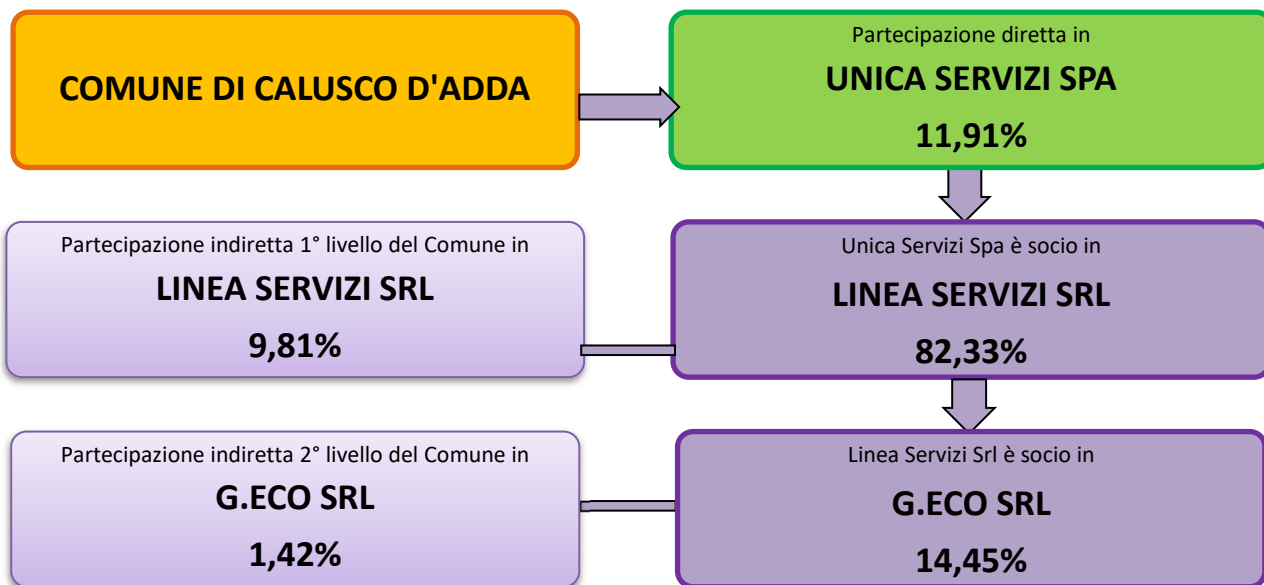 COMUNE DI CALUSCO D'ADDA
Partecipazione diretta in
UNICA SERVIZI SPA
11,91%
Partecipazione indiretta 1° livello del Comune in
LINEA SERVIZI SRL
9,81%
Unica Servizi Spa è socio in
LINEA SERVIZI SRL
82,33%
Partecipazione indiretta 2° livello del Comune in
G.ECO SRL
1,42%
Linea Servizi Srl è socio in
G.ECO SRL
14,45%